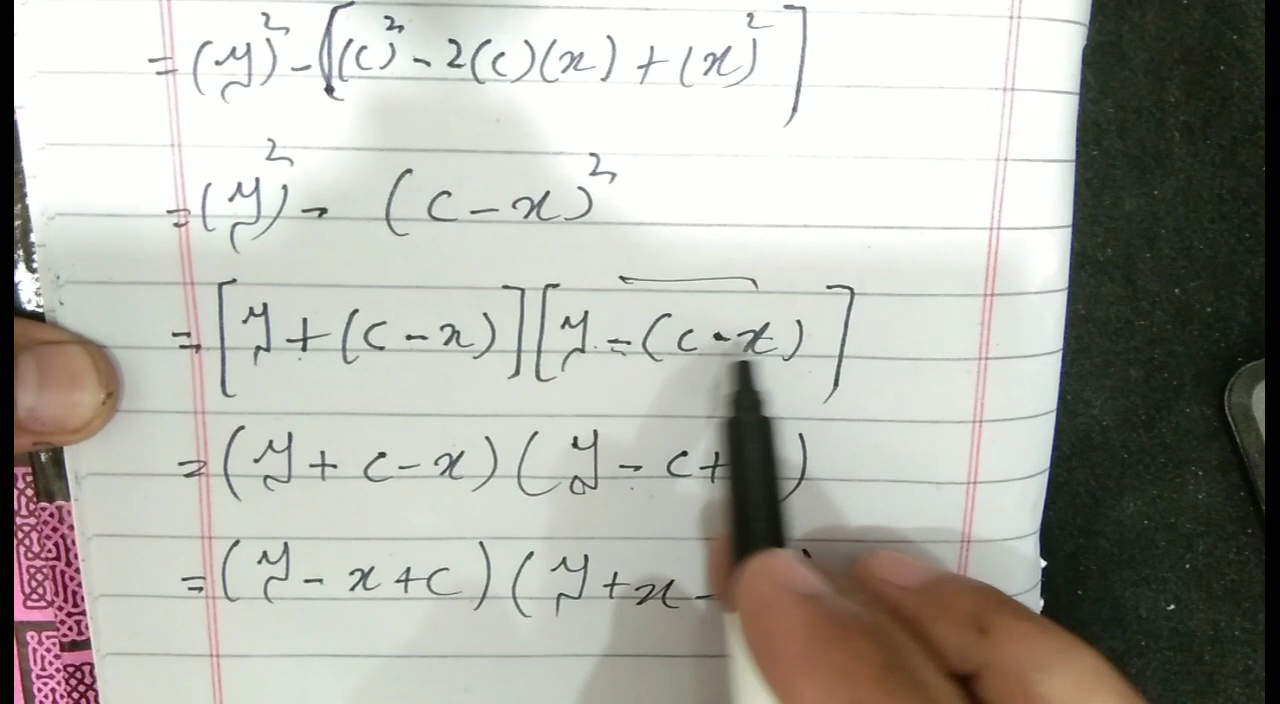 = (y)² - [(c)² - 2(c)(x) + (x)²]
= (y)² - (c - x)²
= [y + (c - x)][y - (c - x)]
= (y + c - x)(y - c + )
= (y - x + c)(y + x -